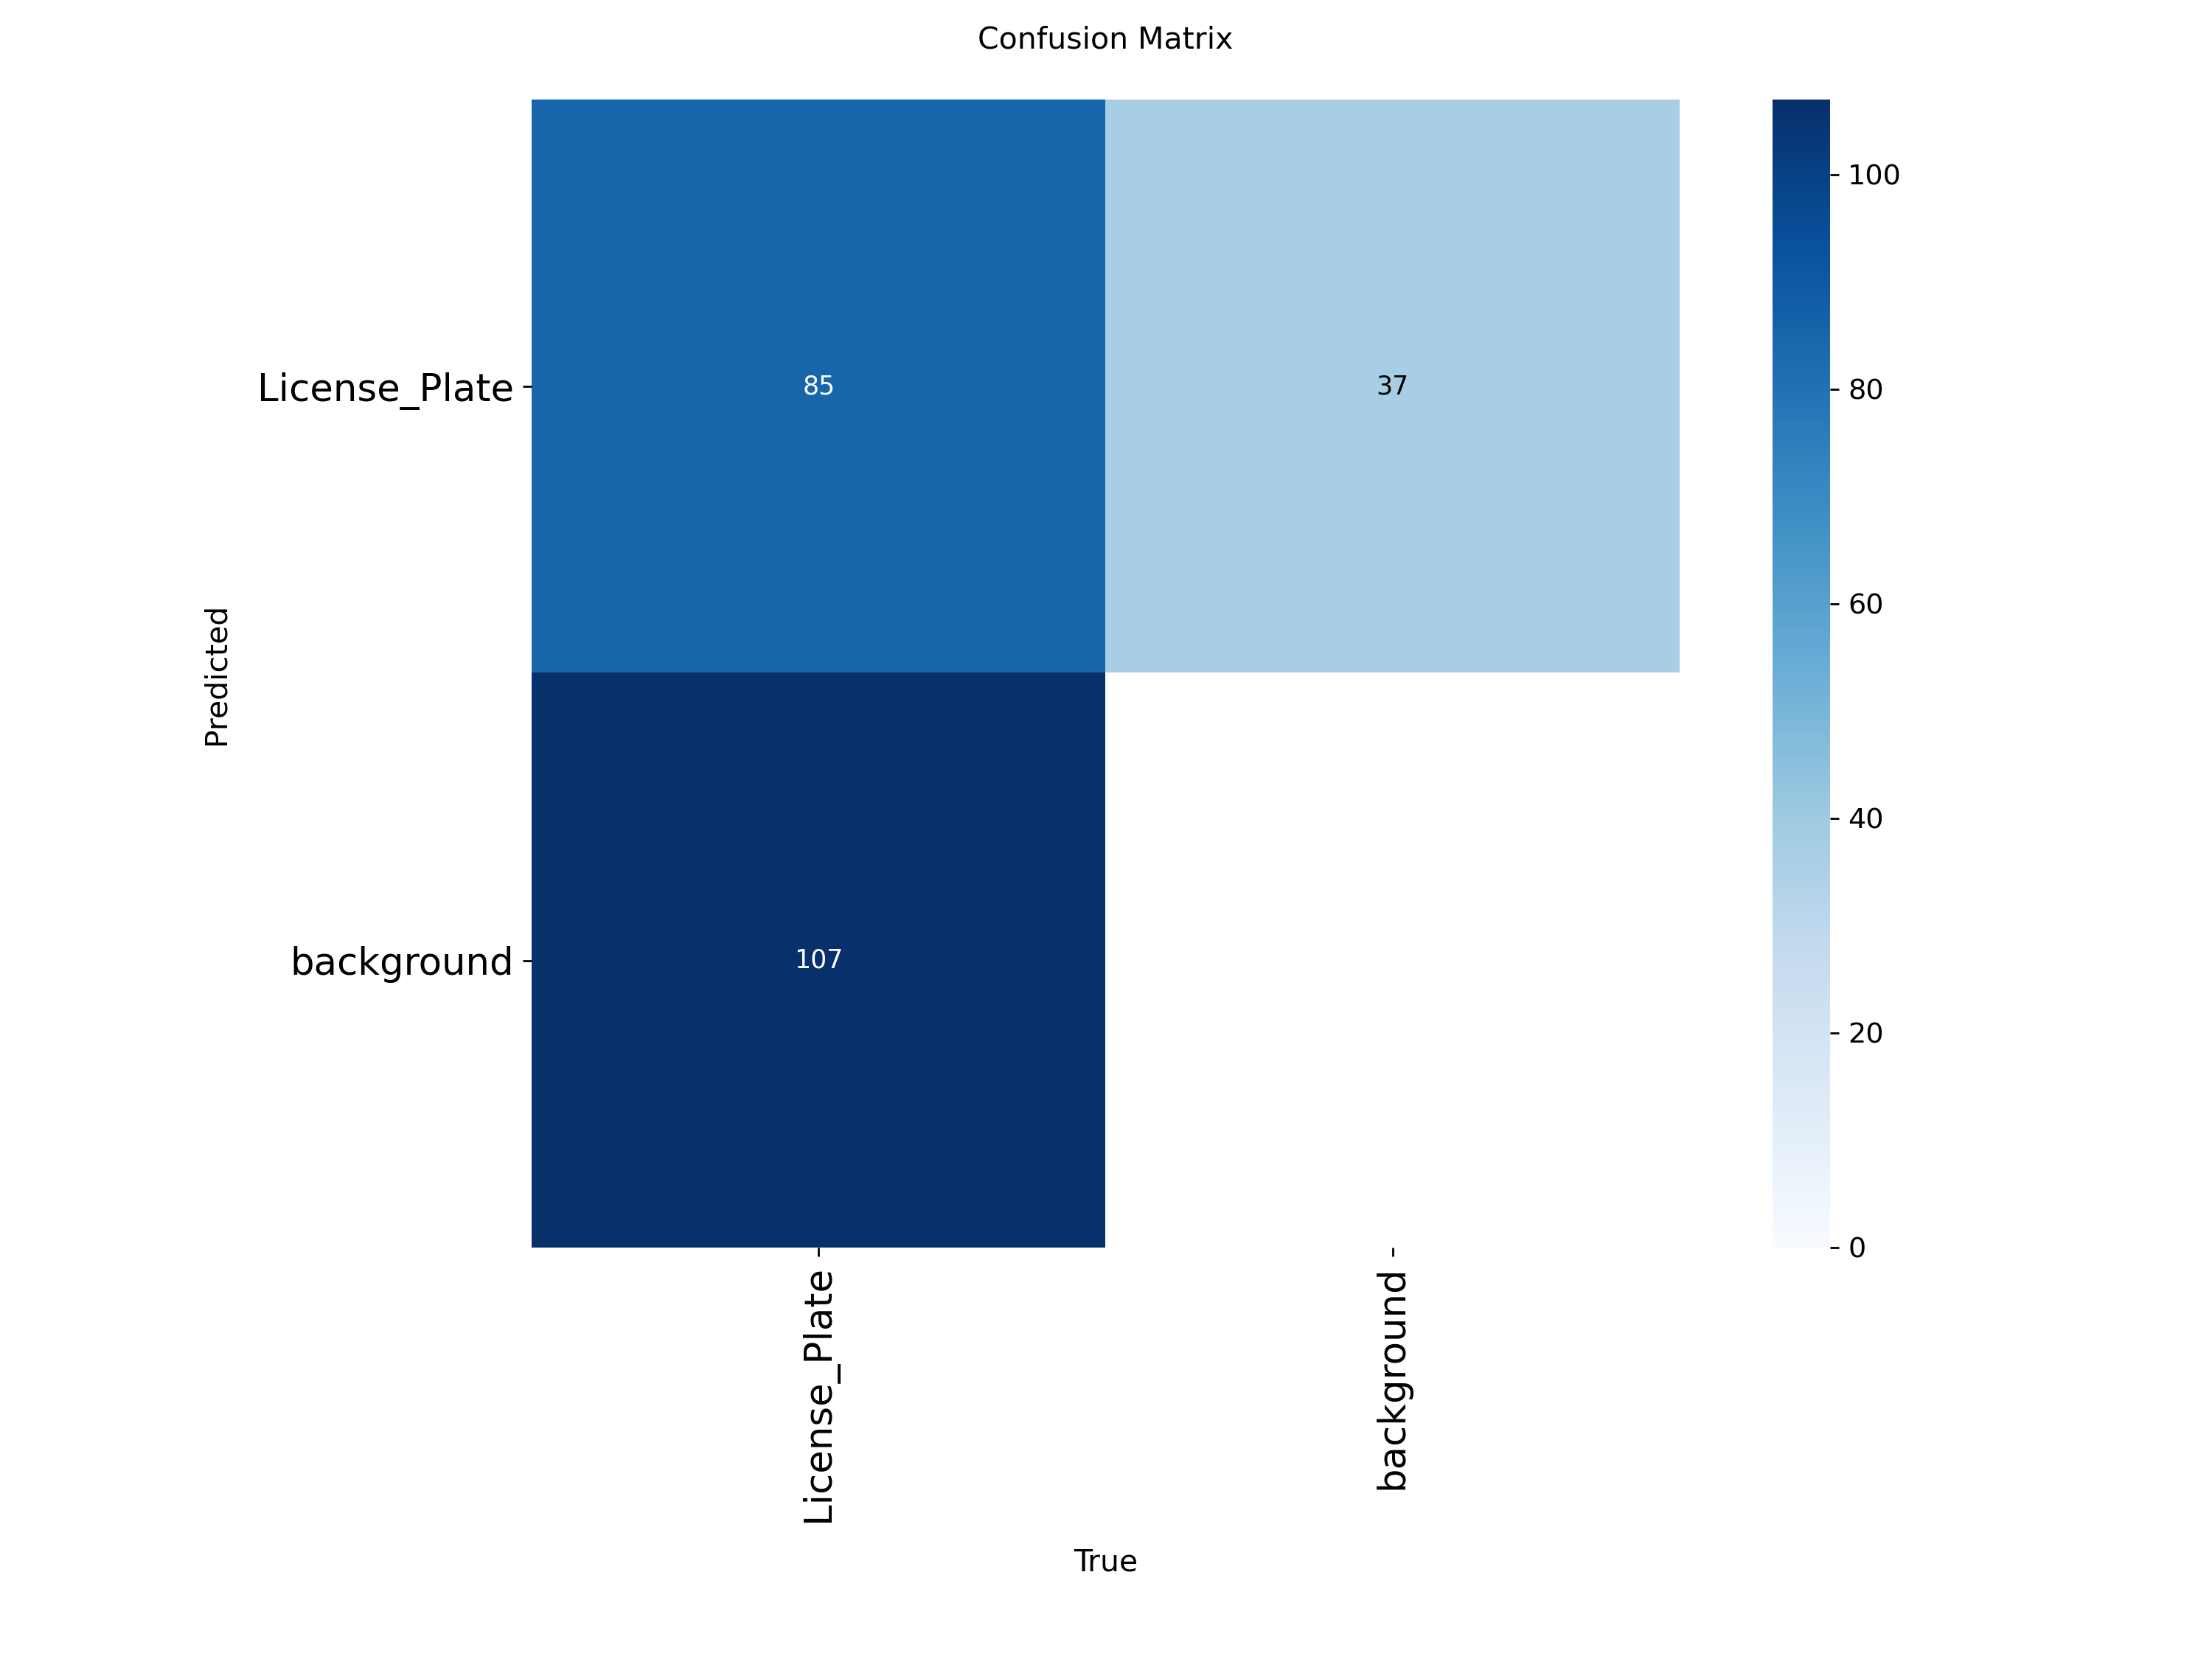 Confusion Matrix
License_Plate
85
37
100
80
60
40
20
0
Predicted
background
107
License_Plate
background
True